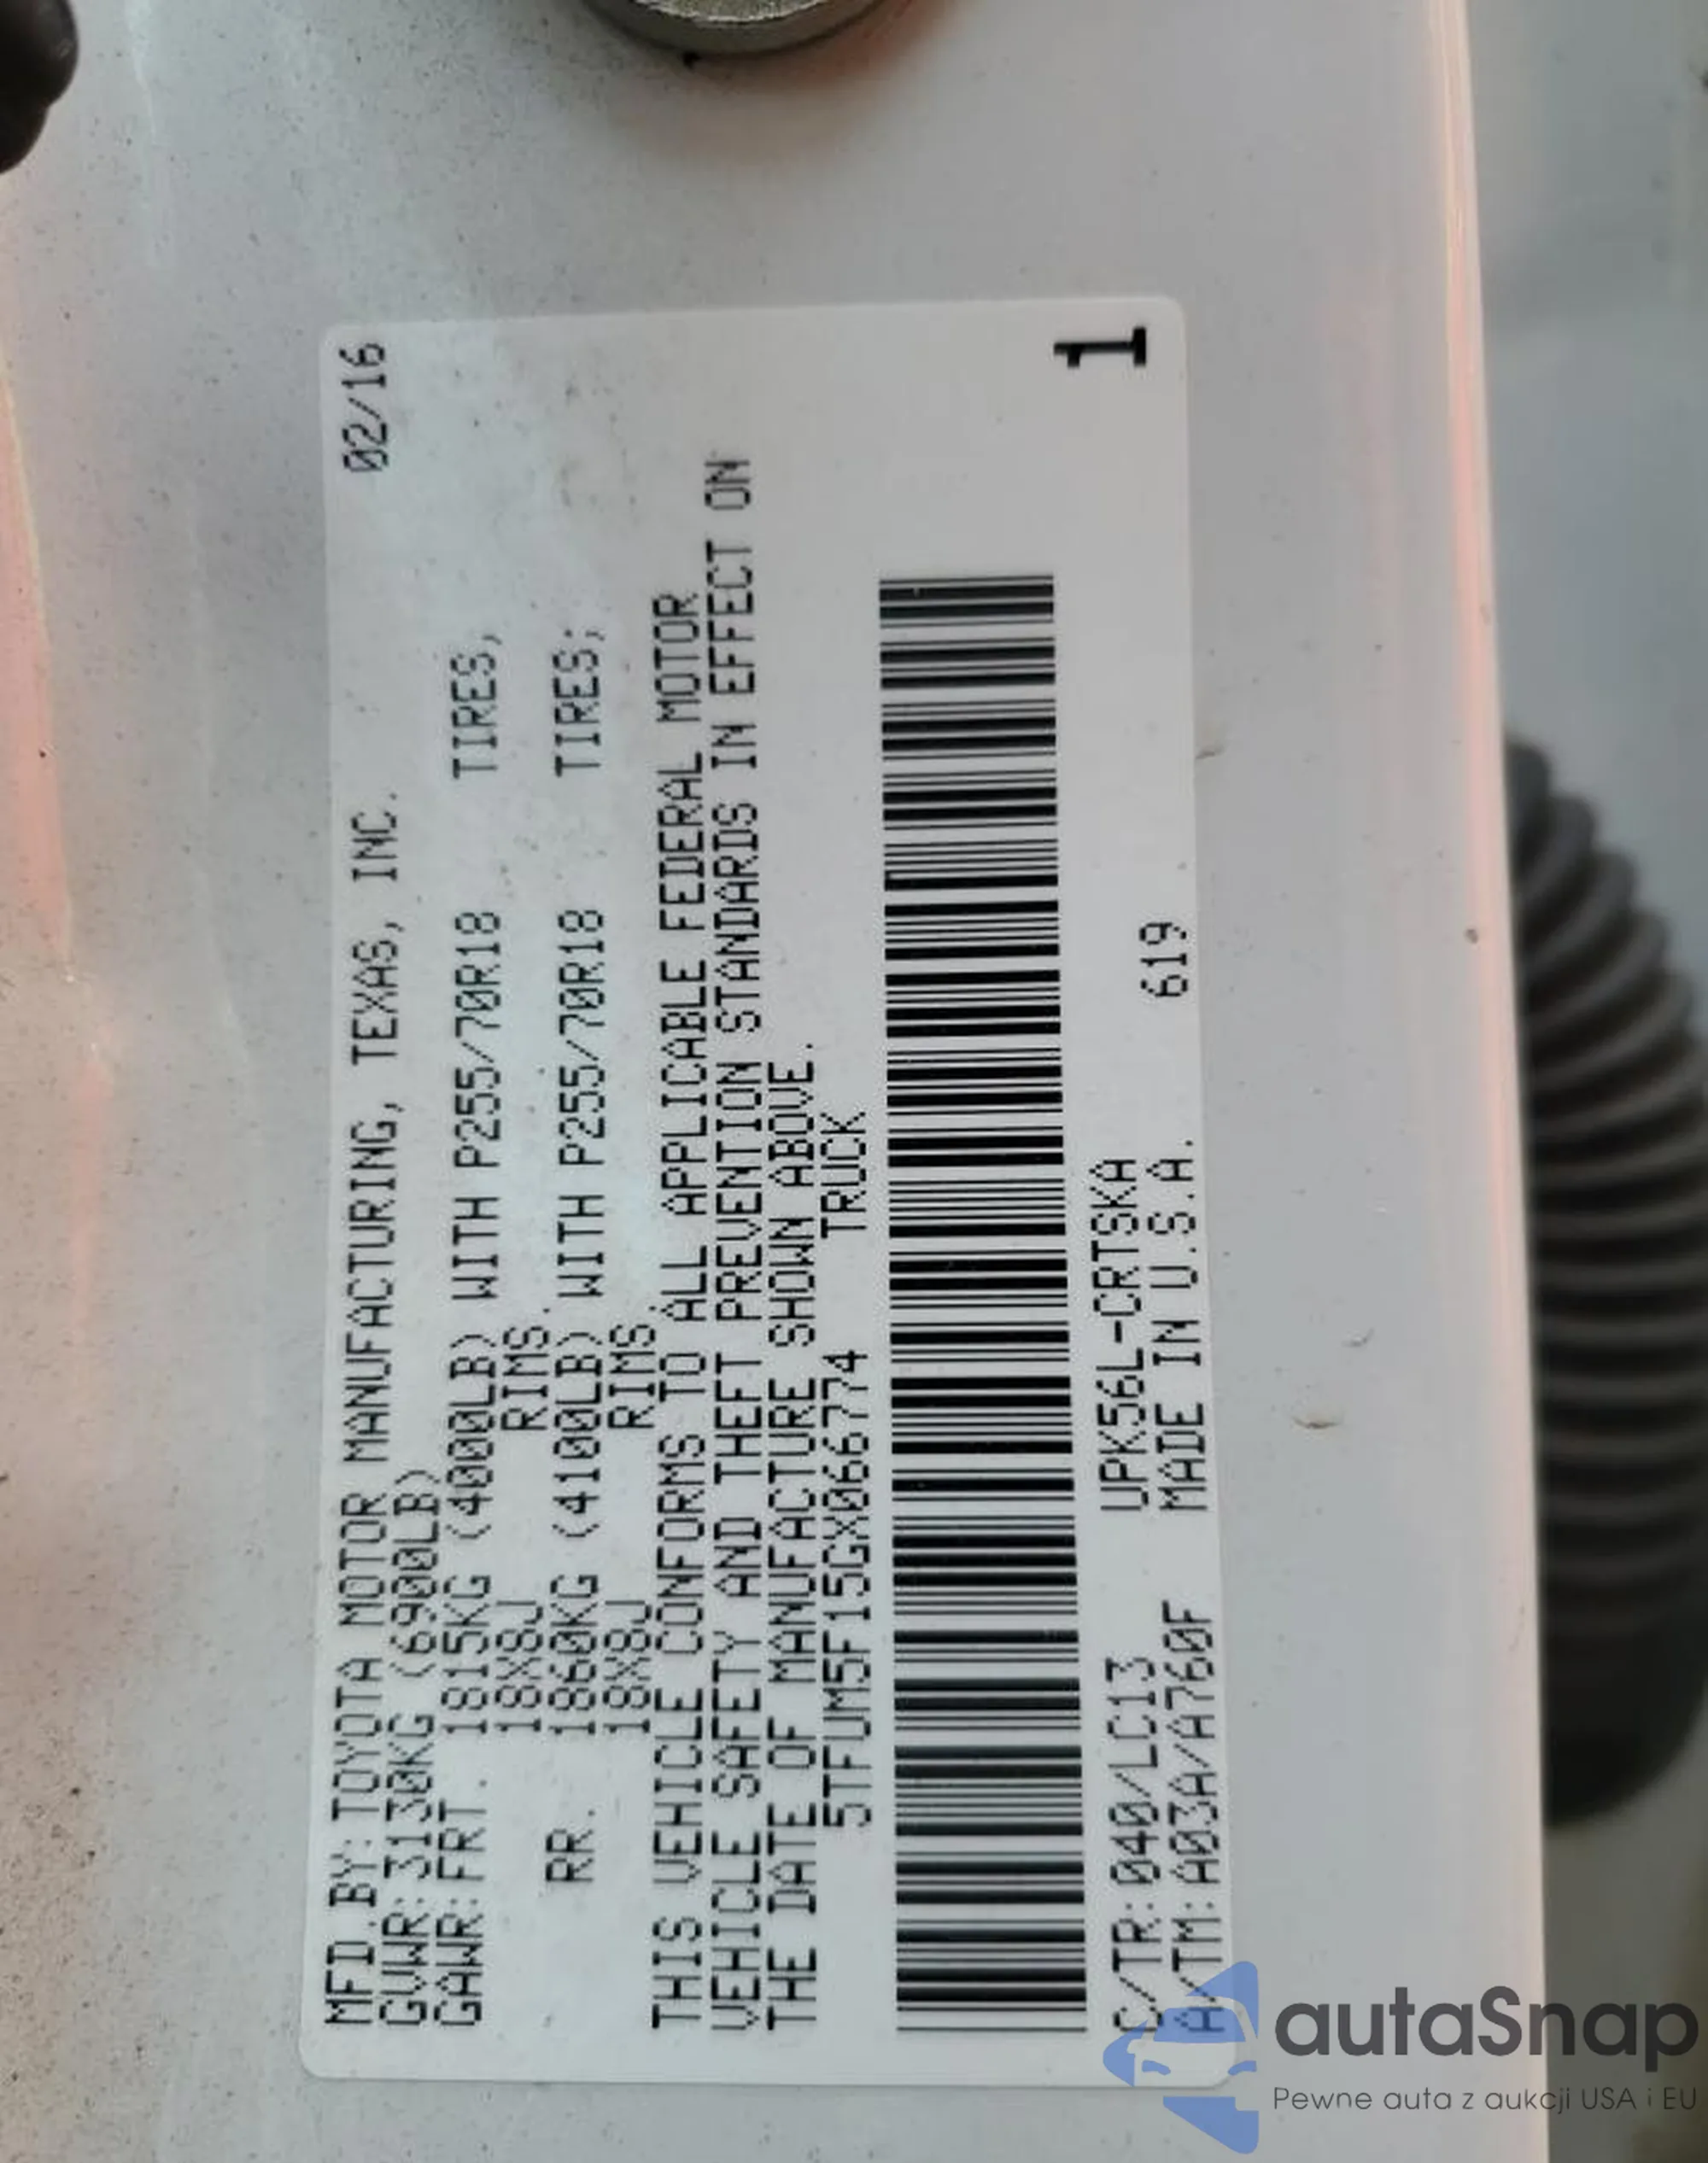 MFD.BY:TOYOTA MOTOR MANUFACTURING, TEXAS, INC. 02/16
GVWR:3130KG (6900LB)
GAWR:FRT. 1815KG (4000LB) WITH P255/70R18 TIRES,
18X8J RIMS.
RR. 1860KG (4100LB) WITH P255/70R18 TIRES;
18X8J RIMS.
THIS VEHICLE CONFORMS TO ALL APPLICABLE FEDERAL MOTOR
VEHICLE SAFETY AND THEFT PREVENTION STANDARDS IN EFFECT ON
THE DATE OF MANUFACTURE SHOWN ABOVE.
5TFUM5F15GX066774 TRUCK
C/TR:040/LC13 UPK56L-CRTSKA
A/TM:A03A/A760F MADE IN U.S.A. 619
1
autaSnap
Pewne auta z aukcji USA i EU